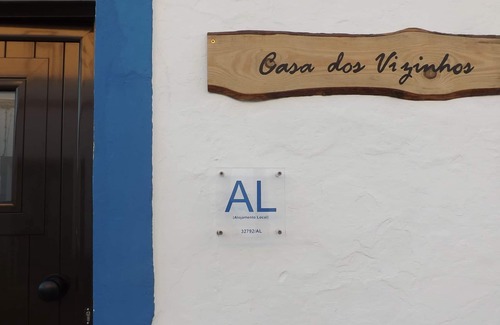 Casa dos Vizinhos
AL
(Alojamento Local)
32792/AL